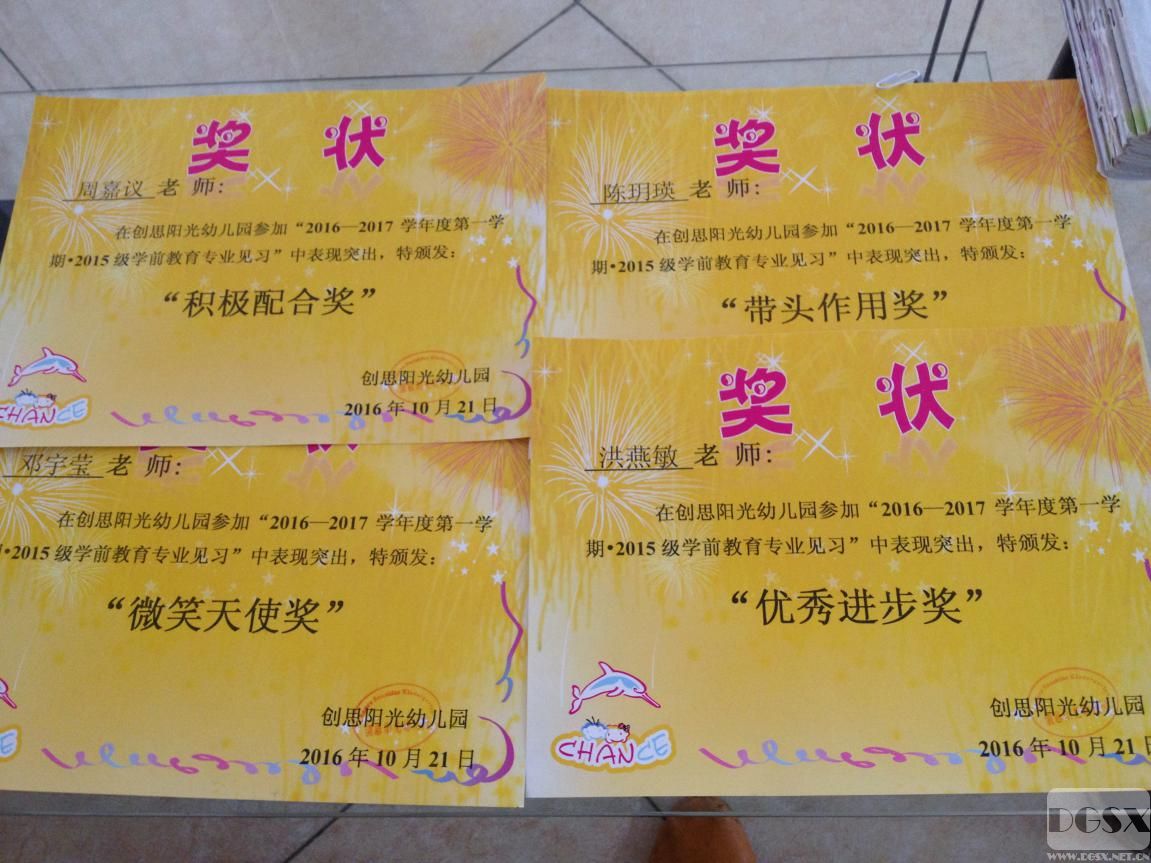 奖状
周嘉议 老 师:
在创思阳光幼儿园参加“2016—2017 学年度第一学
期•2015 级学前教育专业见习”中表现突出，特颁发：
“积极配合奖”
创思阳光幼儿园
2016 年 10 月 21 日
CHANCE
奖状
陈玥瑛 老 师:
在创思阳光幼儿园参加“2016—2017 学年度第一学
期•2015 级学前教育专业见习”中表现突出，特颁发：
“带头作用奖”
邓宇莹 老 师:
在创思阳光幼儿园参加“2016—2017 学年度第一学
期•2015 级学前教育专业见习”中表现突出，特颁发：
“微笑天使奖”
创思阳光幼儿园
2016 年 10 月 21 日
奖状
洪燕敏 老 师:
在创思阳光幼儿园参加“2016—2017 学年度第一学
期•2015 级学前教育专业见习”中表现突出，特颁发：
“优秀进步奖”
创思阳光幼儿园
2016 年 10 月 21 日
CHANCE
DGSX
WWW.DGSX.NET.CN